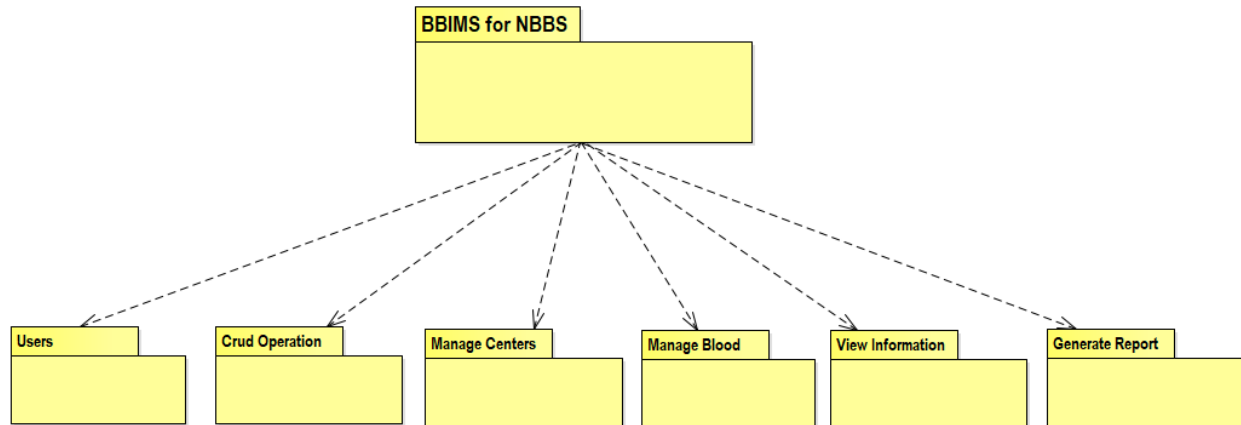 BBIMS for NBBS
Users
Crud Operation
Manage Centers
Manage Blood
View Information
Generate Report